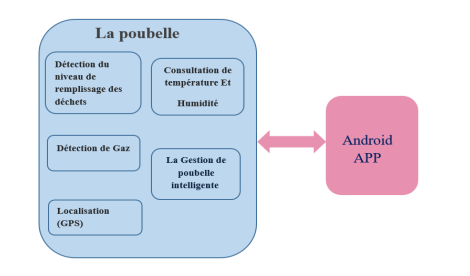 La poubelle
Détection du
niveau de
remplissage des
déchets
Consultation de
température Et
Humidité
Détection de Gaz
La Gestion de
poubelle
intelligente
Localisation
(GPS)
Android
APP